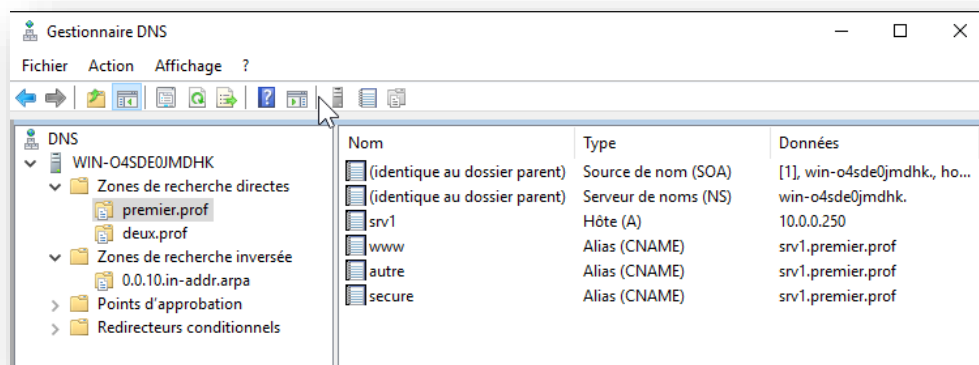 Gestionnaire DNS
Fichier Action Affichage ?
DNS
WIN-O4SDE0JMDHK
Zones de recherche directes
premier.prof
deux.prof
Zones de recherche inversée
0.0.10.in-addr.arpa
Points d'approbation
Redirecteurs conditionnels
Nom Type Données
(identique au dossier parent) Source de nom (SOA) [1], win-o4sde0jmdhk., ho...
(identique au dossier parent) Serveur de noms (NS) win-o4sde0jmdhk.
srv1 Hôte (A) 10.0.0.250
www Alias (CNAME) srv1.premier.prof
autre Alias (CNAME) srv1.premier.prof
secure Alias (CNAME) srv1.premier.prof